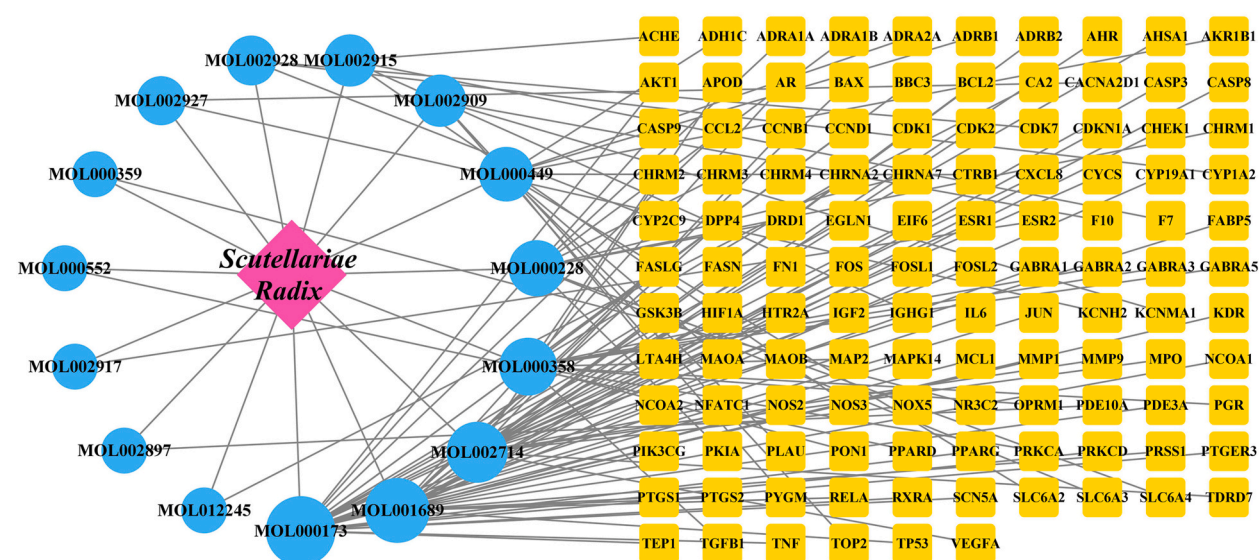 MOL002928
MOL002915
MOL002927
MOL002909
MOL000359
MOL000449
MOL000552
Scutellariae
Radix
MOL000228
MOL002917
MOL000358
MOL002897
MOL002714
MOL012245
MOL000173
MOL001689
ACHE ADH1C ADRA1A ADRA1B ADRA2A ADRB1 ADRB2 AHR AHSA1 AKR1B1
AKT1 APOD AR BAX BBC3 BCL2 CA2 CACNA2D1 CASP3 CASP8
CASP9 CCL2 CCNB1 CCND1 CDK1 CDK2 CDK7 CDKN1A CHEK1 CHRM1
CHRM2 CHRM3 CHRM4 CHRNA2 CHRNA7 CTRB1 CXCL8 CYCS CYP19A1 CYP1A2
CYP2C9 DPP4 DRD1 EGLN1 EIF6 ESR1 ESR2 F10 F7 FABP5
FASLG FASN FN1 FOS FOSL1 FOSL2 GABRA1 GABRA2 GABRA3 GABRA5
GSK3B HIF1A HTR2A IGF2 IGHG1 IL6 JUN KCNH2 KCNMA1 KDR
LTA4H MAOA MAOB MAP2 MAPK14 MCL1 MMP1 MMP9 MPO NCOA1
NCOA2 NFATC1 NOS2 NOS3 NOX5 NR3C2 OPRM1 PDE10A PDE3A PGR
PIK3CG PKIA PLAU PON1 PPARD PPARG PRKCA PRKCD PRSS1 PTGER3
PTGS1 PTGS2 PYGM RELA RXRA SCN5A SLC6A2 SLC6A3 SLC6A4 TDRD7
TEP1 TGFB1 TNF TOP2 TP53 VEGFA